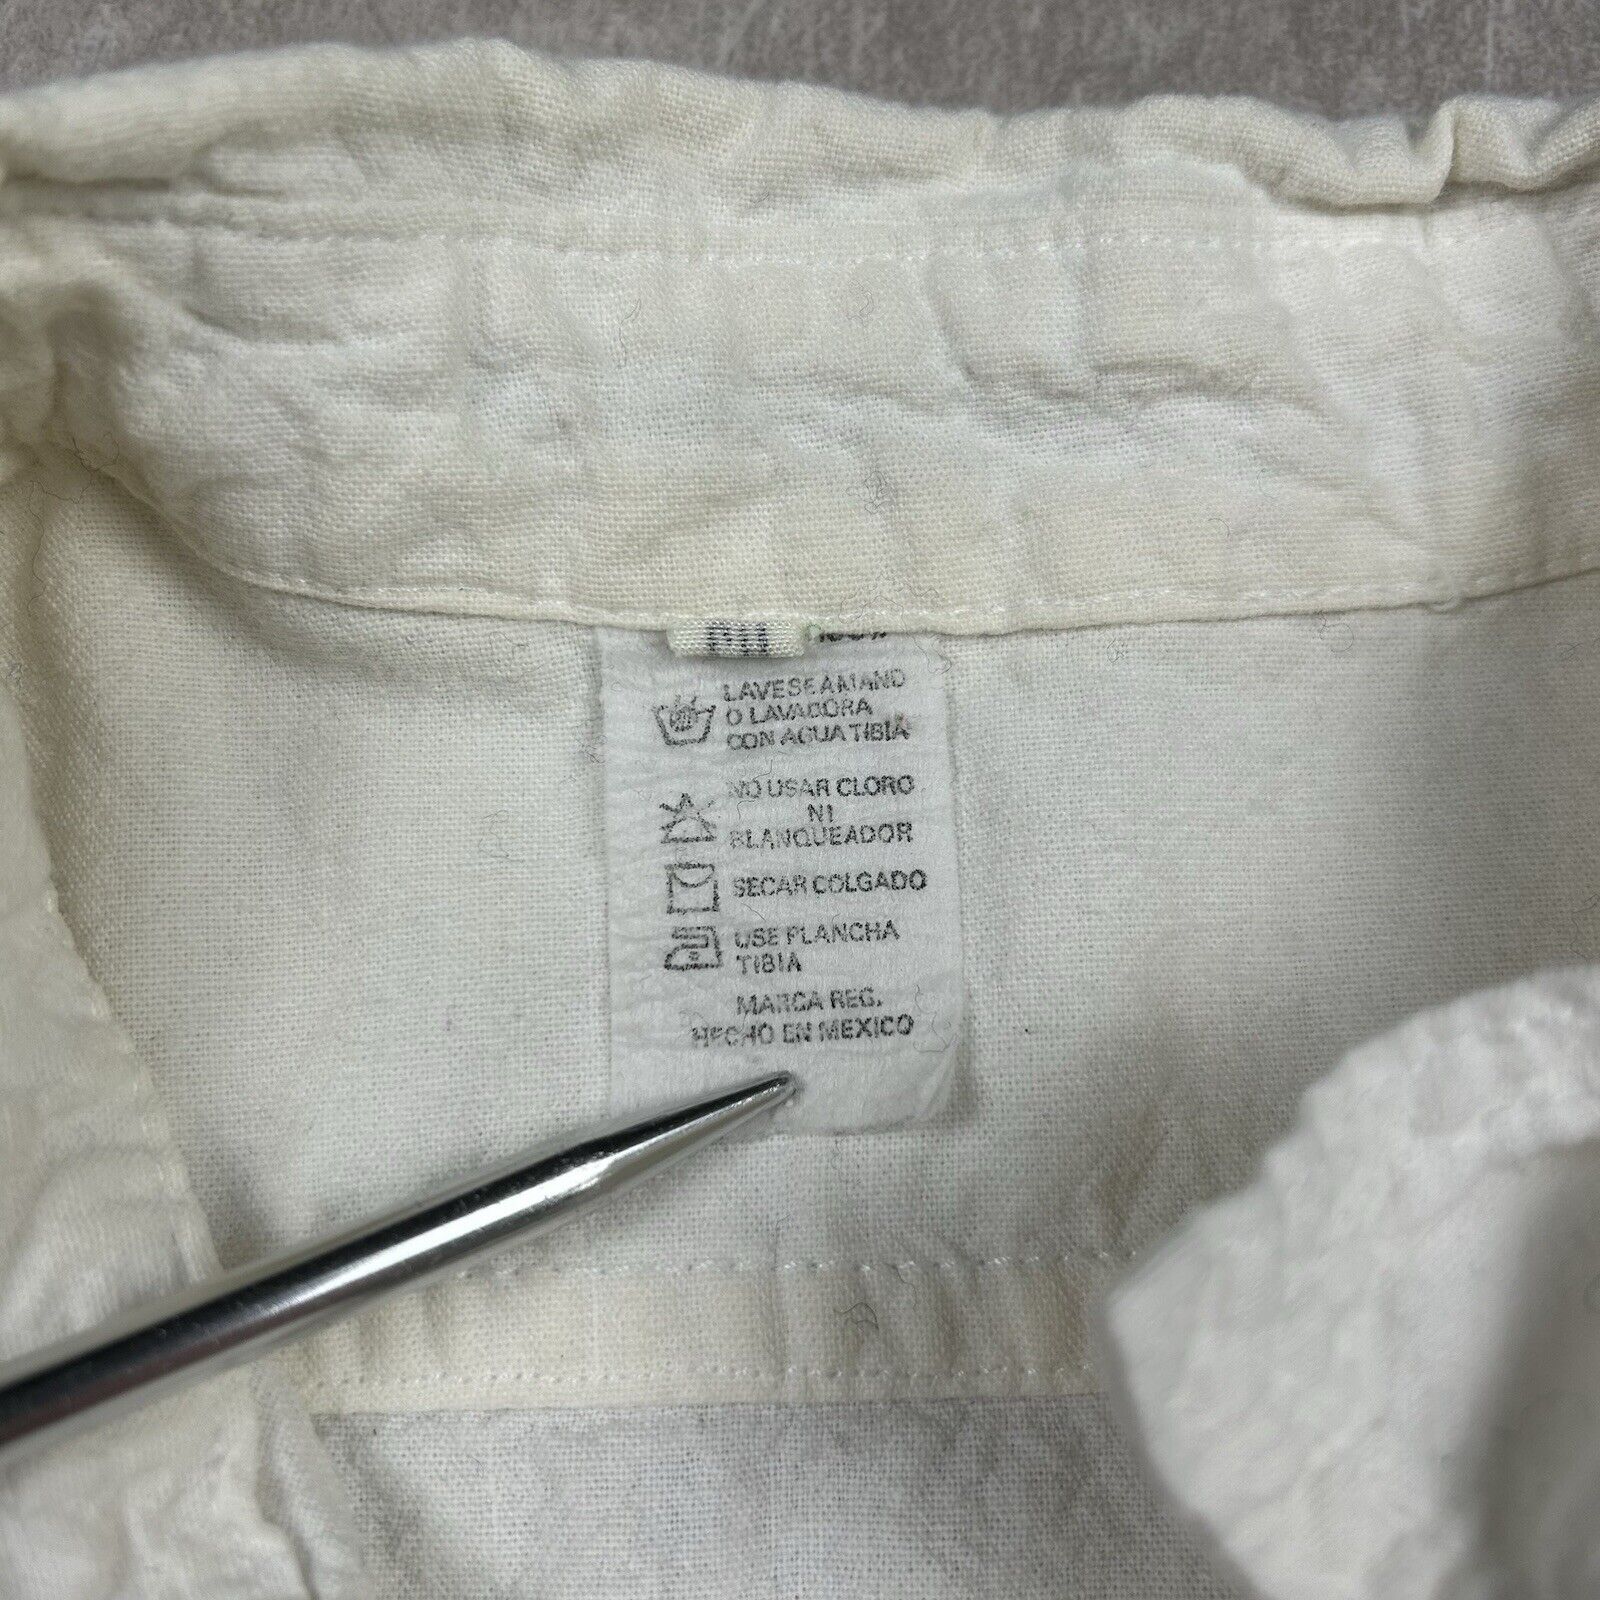 LAVESE A MANO
O LAVADORA
CON AGUA TIBIA
NO USAR CLORO
NI
BLANQUEADOR
SECAR COLGADO
USE PLANCHA
TIBIA
MARCA REG.
HECHO EN MEXICO